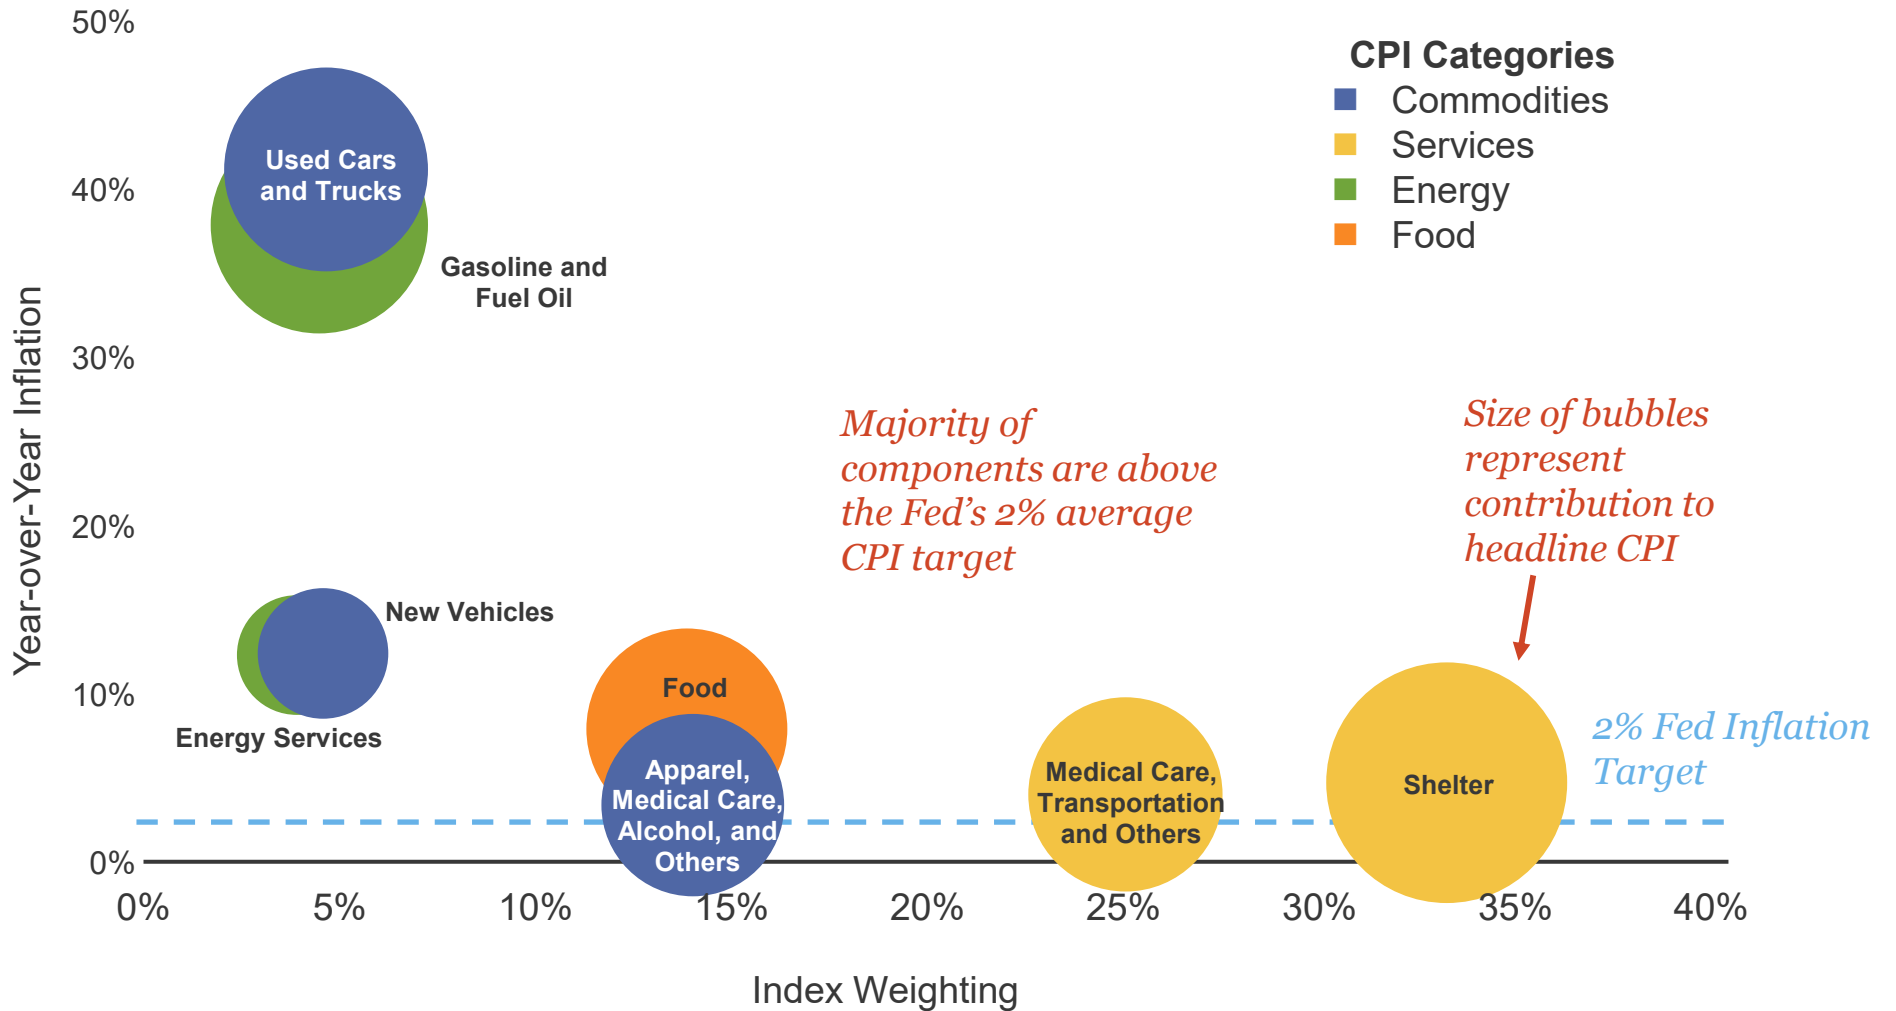 50%
40%
30%
20%
10%
0%
Year-over-Year Inflation
CPI Categories
Commodities
Services
Energy
Food
Used Cars
and Trucks
Gasoline and
Fuel Oil
Majority of
components are above
the Fed’s 2% average
CPI target
Size of bubbles
represent
contribution to
headline CPI
New Vehicles
Energy Services
Food
Apparel,
Medical Care,
Alcohol, and
Others
Medical Care,
Transportation
and Others
Shelter
2% Fed Inflation
Target
0% 5% 10% 15% 20% 25% 30% 35% 40%
Index Weighting